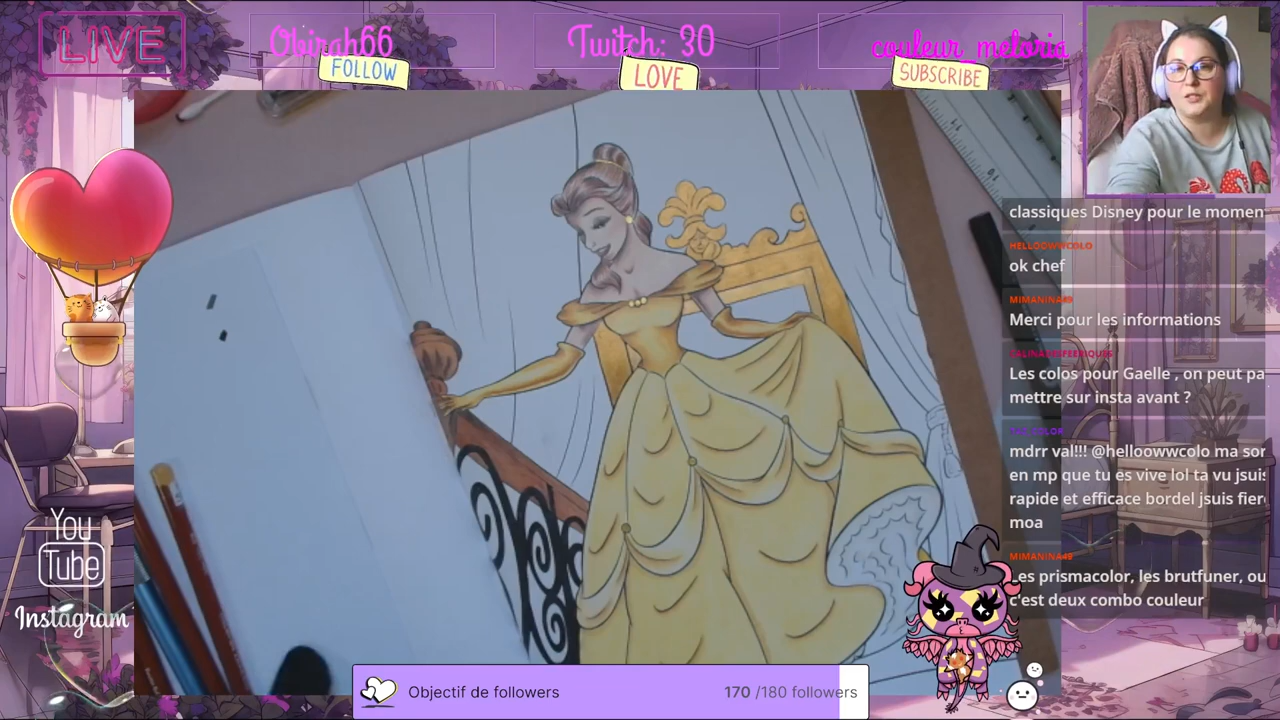 LIVE
Obirah66
FOLLOW
Twitch: 30
LOVE
couleur_meloria
SUBSCRIBE
classiques Disney pour le momen
HELLOOWWCOLO
ok chef
Merci pour les informations
Les colos pour Gaelle , on peut pa
mettre sur insta avant ?
mdrr val!!! @helloowwcolo ma sor
en mp que tu es vive lol ta vu jsuis
rapide et efficace bordel jsuis fier
moa
MIMANINA49
Les prismacolor, les brutfuner, ou
c'est deux combo couleur
You
Tube
Instagram
Objectif de followers
170 /180 followers